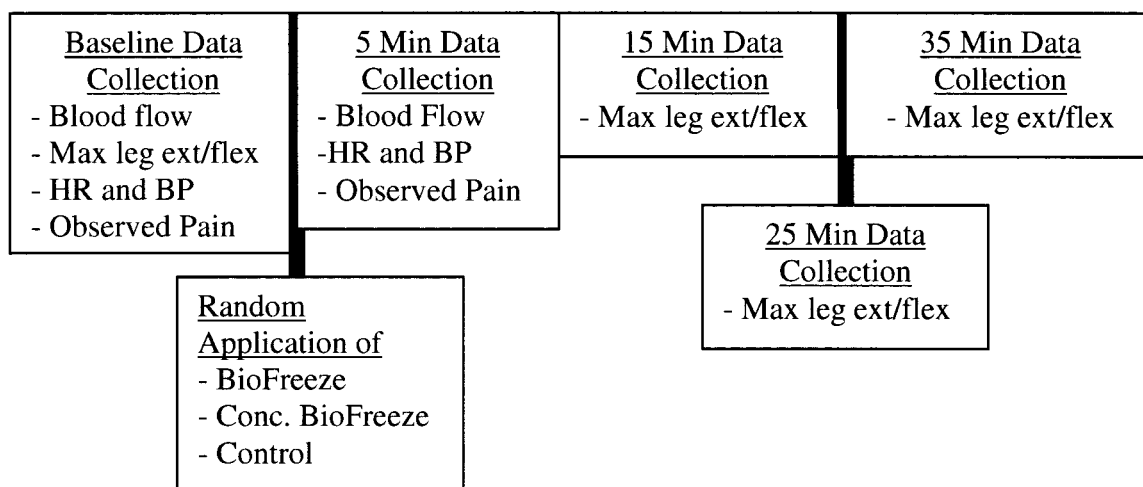 Baseline Data
Collection
- Blood flow
- Max leg ext/flex
- HR and BP
- Observed Pain
Random
Application of
- BioFreeze
- Conc. BioFreeze
- Control
5 Min Data
Collection
- Blood Flow
-HR and BP
- Observed Pain
15 Min Data
Collection
- Max leg ext/flex
25 Min Data
Collection
- Max leg ext/flex
35 Min Data
Collection
- Max leg ext/flex